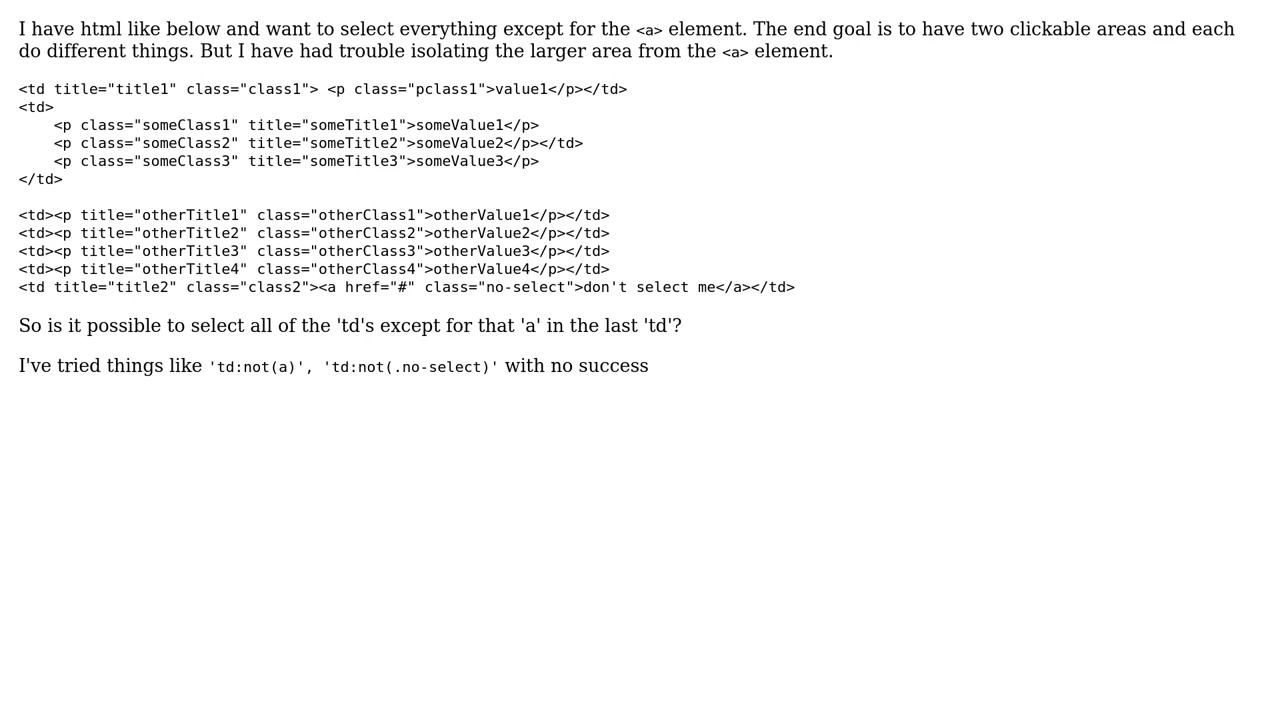 I have html like below and want to select everything except for the <a> element. The end goal is to have two clickable areas and each
do different things. But I have had trouble isolating the larger area from the <a> element.
<td title="title1" class="class1"> <p class="pclass1">value1</p></td>
<td>
    <p class="someClass1" title="someTitle1">someValue1</p>
    <p class="someClass2" title="someTitle2">someValue2</p></td>
    <p class="someClass3" title="someTitle3">someValue3</p>
</td>
<td><p title="otherTitle1" class="otherClass1">otherValue1</p></td>
<td><p title="otherTitle2" class="otherClass2">otherValue2</p></td>
<td><p title="otherTitle3" class="otherClass3">otherValue3</p></td>
<td><p title="otherTitle4" class="otherClass4">otherValue4</p></td>
<td title="title2" class="class2"><a href="#" class="no-select">don't select me</a></td>
So is it possible to select all of the 'td's except for that 'a' in the last 'td'?
I've tried things like 'td:not(a)', 'td:not(.no-select)' with no success